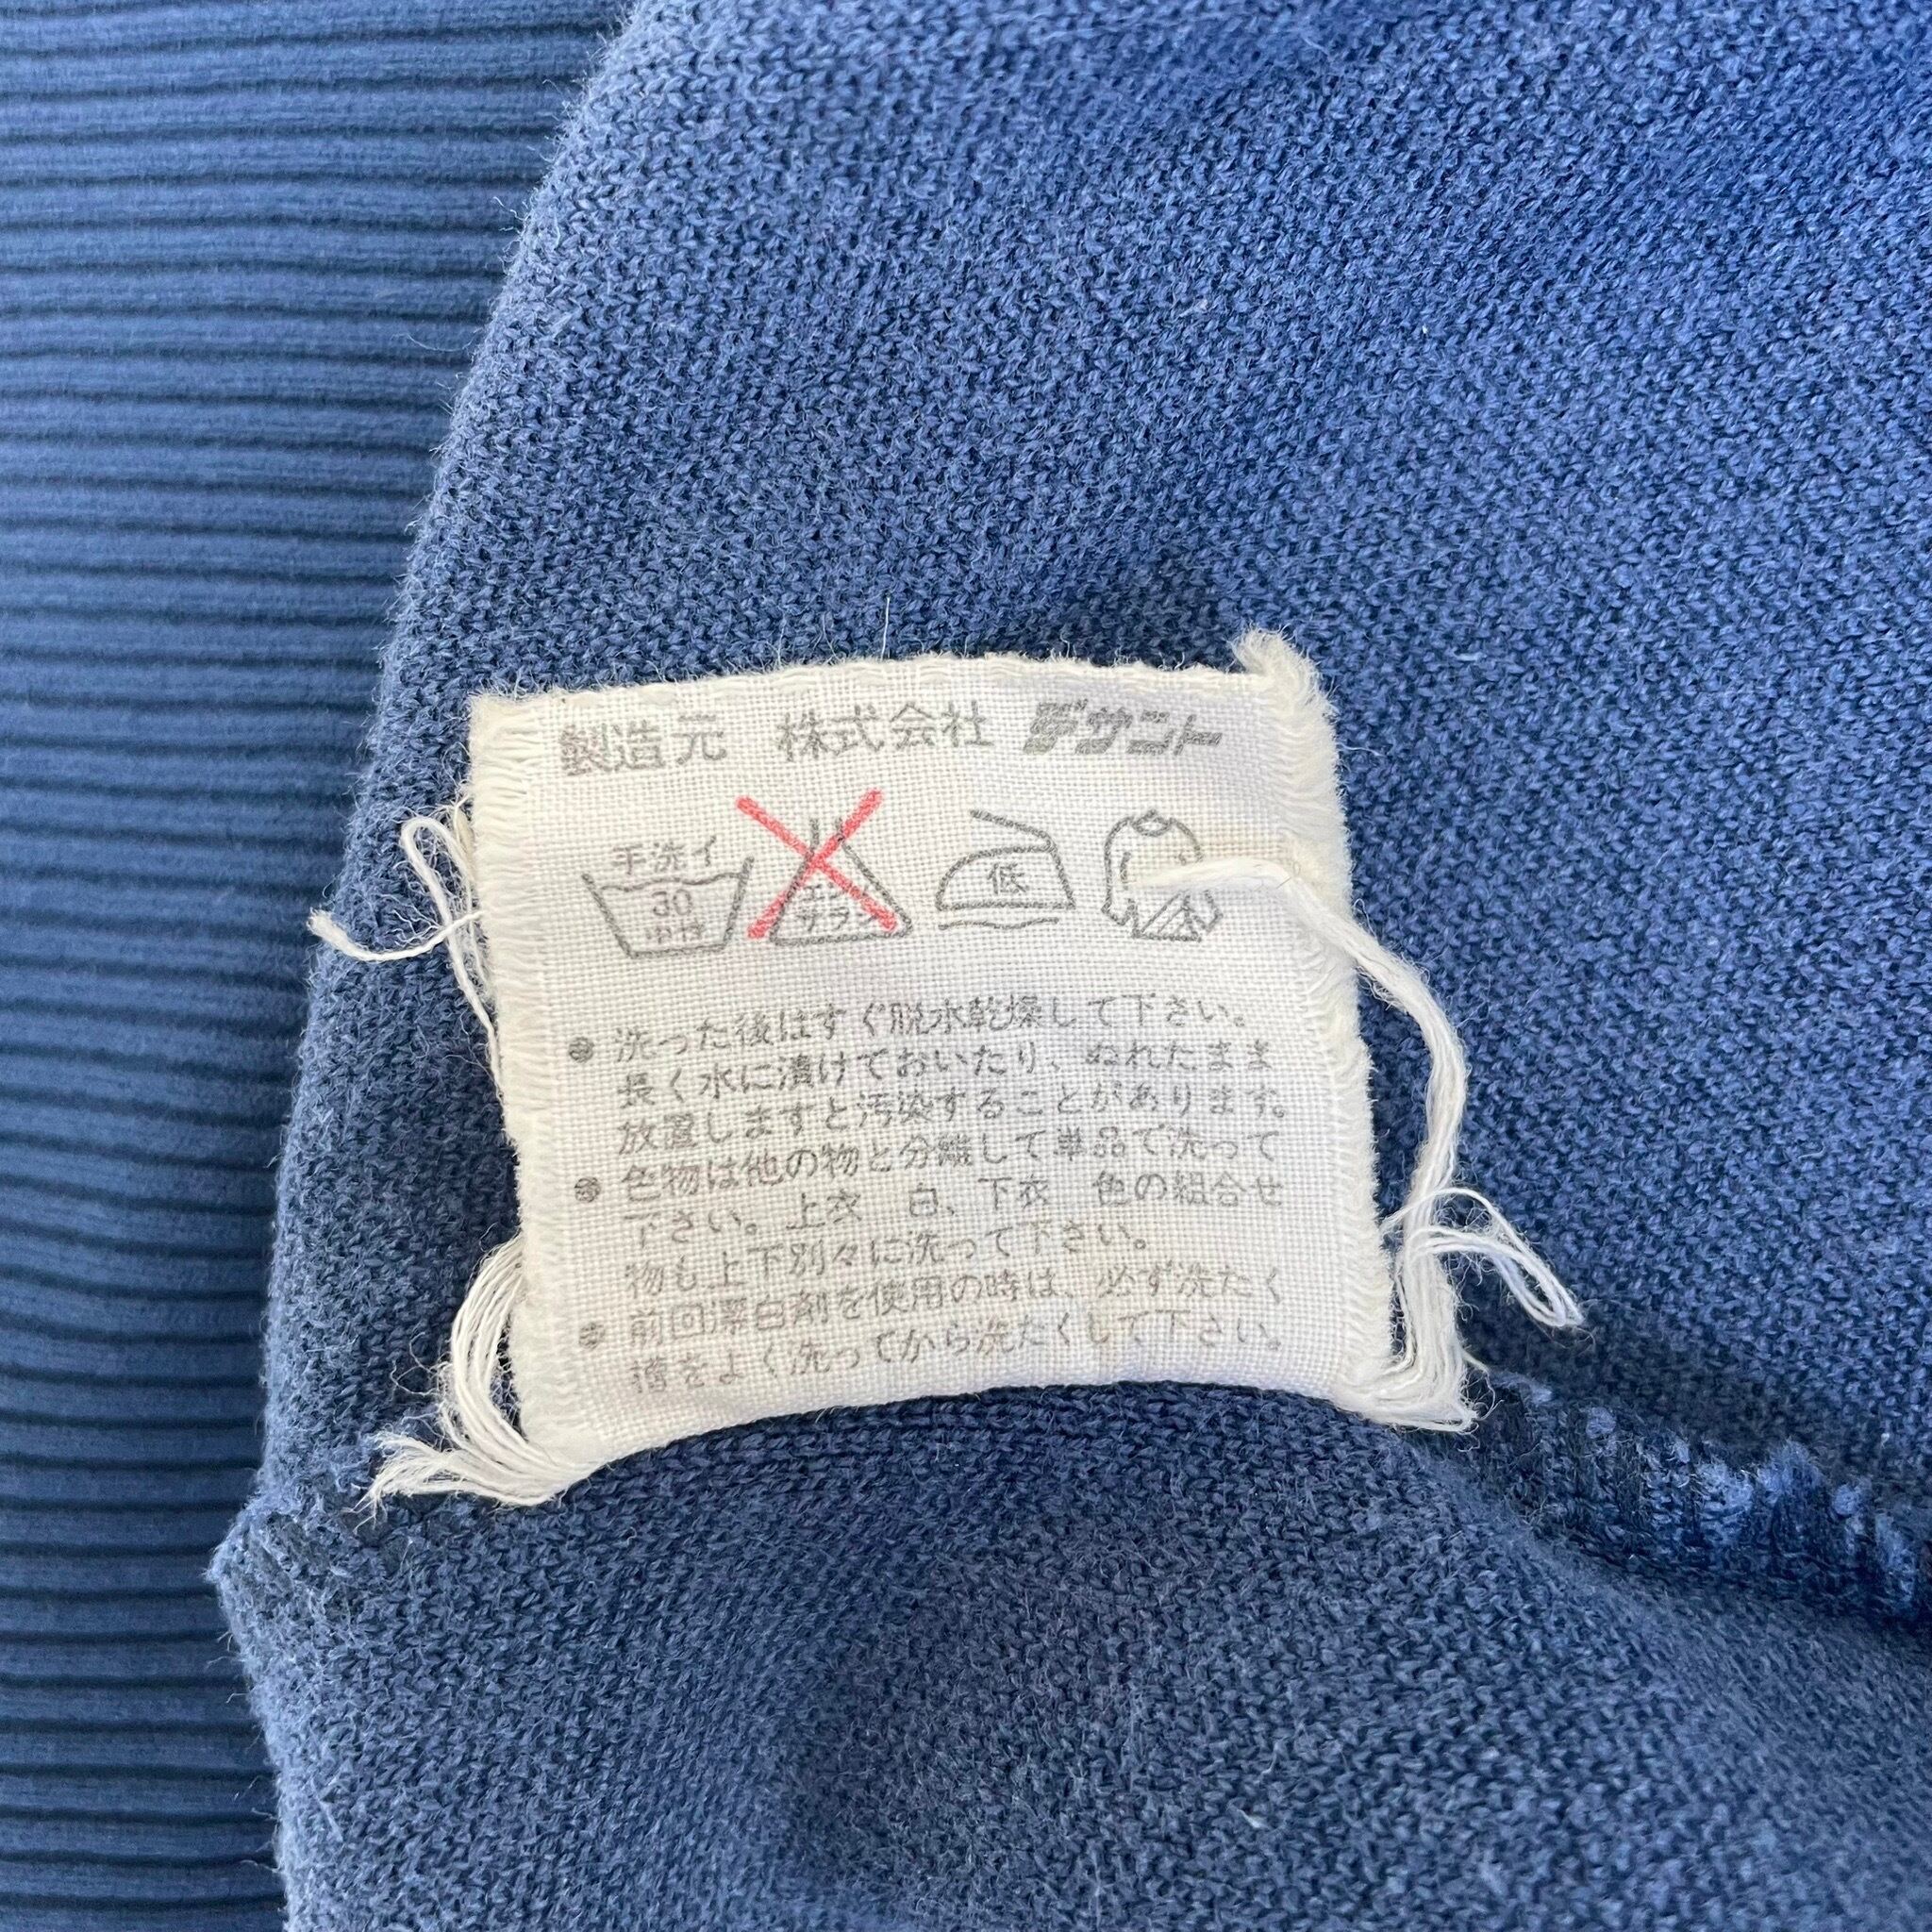 製造元 株式会社 デサント
手洗イ
30
中性
サラシ
低
● 洗った後はすぐ脱水乾燥して下さい。
長く水に漬けておいたり、ぬれたまま
放置しますと汚染することがあります。
● 色物は他の物と分離して単品で洗って
下さい。上衣 白、下衣 色の組合せ
物も上下別々に洗って下さい。
● 前回漂白剤を使用の時は、必ず洗たく
槽をよく洗ってから洗たくして下さい。